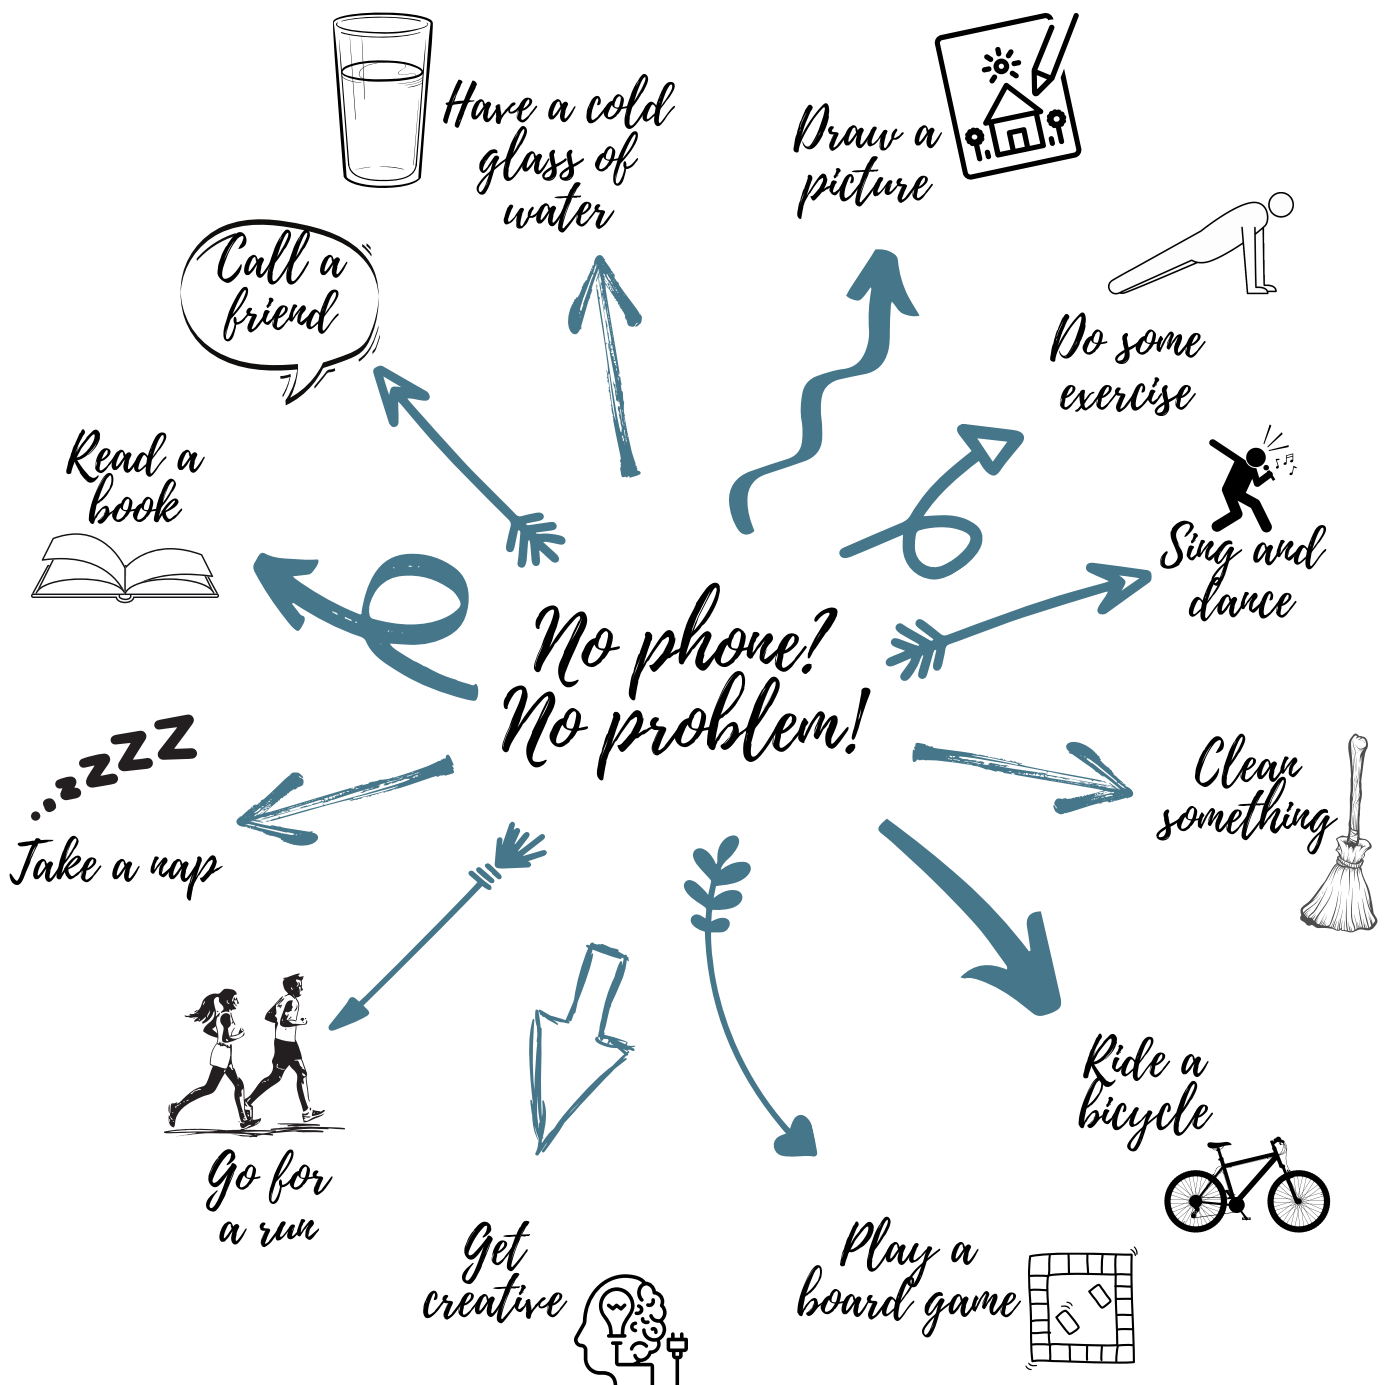 Have a cold
glass of
water
Draw a
picture
Call a
friend
Do some
exercise
Read a
book
Sing and
dance
No phone?
No problem!
Clean
something
zzzZZ
Take a nap
Ride a
bicycle
Go for
a run
Get
creative
Play a
board game